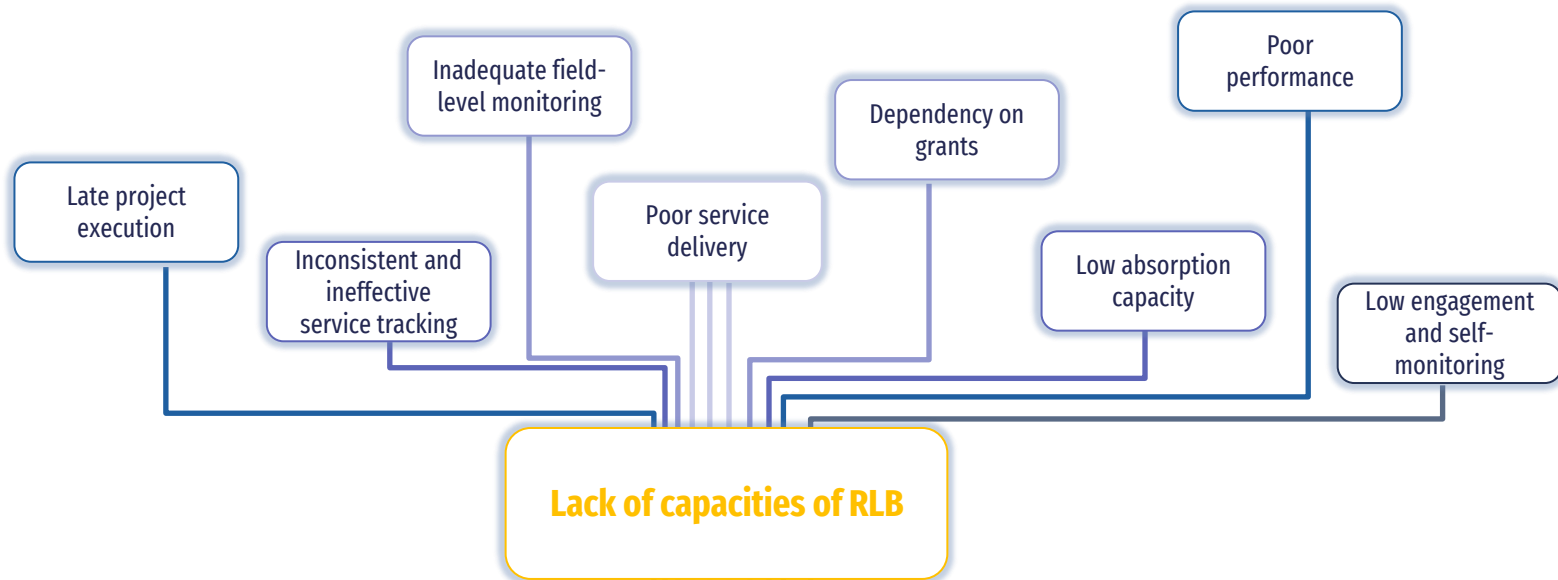 Poor
performance
Inadequate field-
level monitoring
Dependency on
grants
Late project
execution
Poor service
delivery
Inconsistent and
ineffective
service tracking
Low absorption
capacity
Low engagement
and self-
monitoring
Lack of capacities of RLB